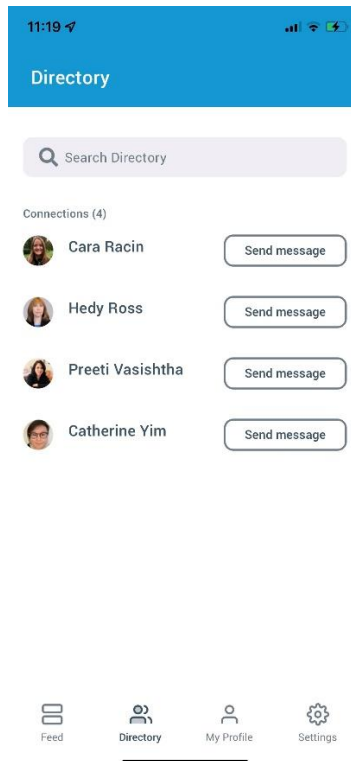 11:19
Directory
Search Directory
Connections (4)
Cara Racin Send message
Hedy Ross Send message
Preeti Vasishtha Send message
Catherine Yim Send message
Feed Directory My Profile Settings